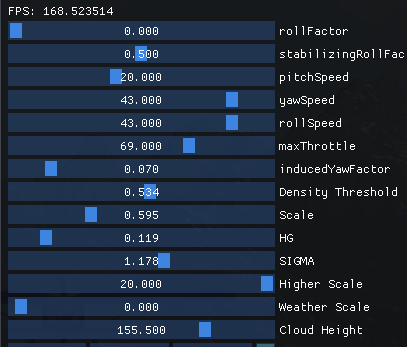 FPS: 168.523514
0.000 rollFactor
0.500 stabilizingRollFac
20.000 pitchSpeed
43.000 yawSpeed
43.000 rollSpeed
69.000 maxThrottle
0.070 inducedYawFactor
0.534 Density Threshold
0.595 Scale
0.119 HG
1.178 SIGMA
20.000 Higher Scale
0.000 Weather Scale
155.500 Cloud Height